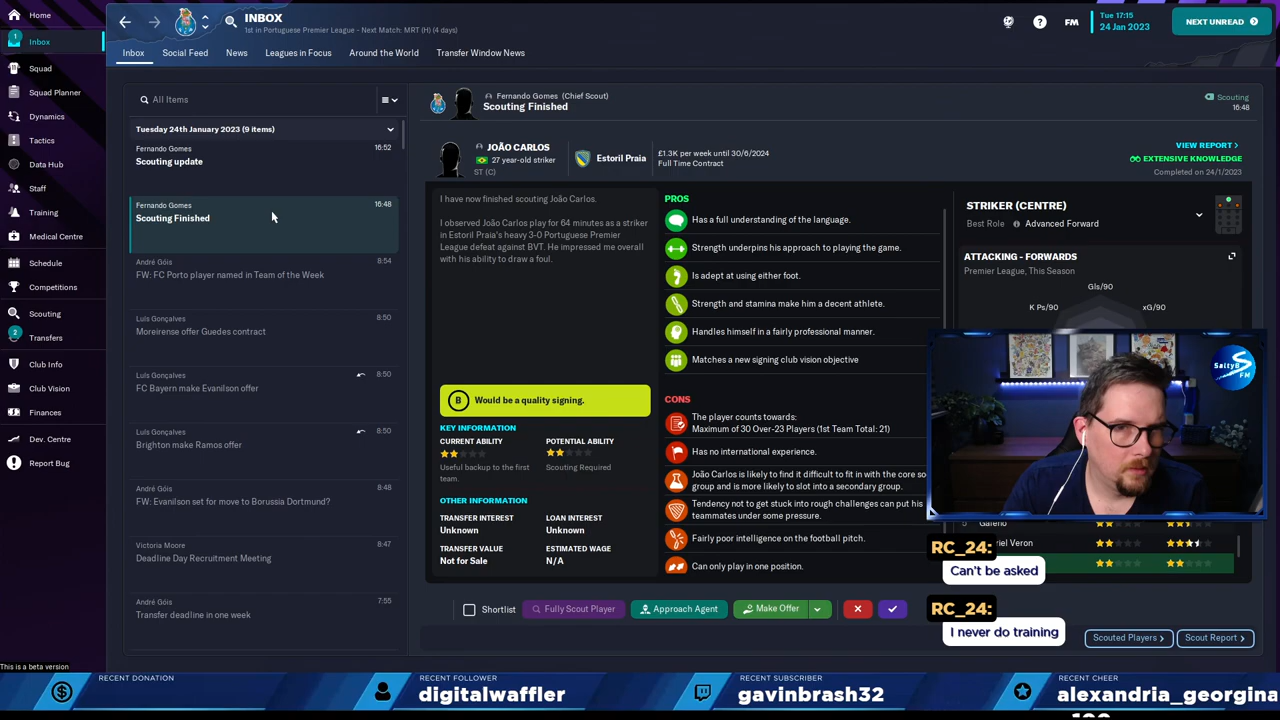 Home
INBOX
1st in Portuguese Premier League - Next Match: MRT (H) (4 days)
FM
Tue 17:15
24 Jan 2023
NEXT UNREAD
1
Inbox
Squad
Squad Planner
Dynamics
Tactics
Data Hub
Staff
Training
Medical Centre
Schedule
Competitions
Scouting
2
Transfers
Club Info
Club Vision
Finances
Dev. Centre
Report Bug
This is a beta version
Inbox
Social Feed
News
Leagues in Focus
Around the World
Transfer Window News
All Items
Tuesday 24th January 2023 (9 items)
Fernando Gomes
16:52
Scouting update
Fernando Gomes
16:48
Scouting Finished
André Góis
8:54
FW: FC Porto player named in Team of the Week
Luís Gonçalves
8:50
Moreirense offer Guedes contract
Luís Gonçalves
8:50
FC Bayern make Evanilson offer
Luís Gonçalves
8:50
Brighton make Ramos offer
André Góis
8:48
FW: Evanilson set for move to Borussia Dortmund?
Victoria Moore
8:47
Deadline Day Recruitment Meeting
André Góis
7:55
Transfer deadline in one week
Fernando Gomes (Chief Scout)
Scouting Finished
Scouting
16:48
JOÃO CARLOS
27 year-old striker
ST (C)
Estoril Praia
£1.3K per week until 30/6/2024
Full Time Contract
VIEW REPORT
EXTENSIVE KNOWLEDGE
Completed on 24/1/2023
I have now finished scouting João Carlos.
I observed João Carlos play for 64 minutes as a striker
in Estoril Praia's heavy 3-0 Portuguese Premier
League defeat against BVT. He impressed me overall
with his ability to draw a foul.
B
Would be a quality signing.
KEY INFORMATION
CURRENT ABILITY
POTENTIAL ABILITY
Useful backup to the first
team.
Scouting Required
OTHER INFORMATION
TRANSFER INTEREST
Unknown
LOAN INTEREST
Unknown
TRANSFER VALUE
Not for Sale
ESTIMATED WAGE
N/A
PROS
Has a full understanding of the language.
Strength underpins his approach to playing the game.
Is adept at using either foot.
Strength and stamina make him a decent athlete.
Handles himself in a fairly professional manner.
Matches a new signing club vision objective
CONS
The player counts towards:
Maximum of 30 Over-23 Players (1st Team Total: 21)
Has no international experience.
João Carlos is likely to find it difficult to fit in with the core so
group and is more likely to slot into a secondary group.
Tendency not to get stuck into rough challenges can put his
teammates under some pressure.
Fairly poor intelligence on the football pitch.
Can only play in one position.
STRIKER (CENTRE)
Best Role
Advanced Forward
ATTACKING - FORWARDS
Premier League, This Season
Gls/90
K Ps/90
xG/90
SaltyB
FM
Galeno
riel Veron
RC_24:
Can't be asked
RC_24:
I never do training
Shortlist
Fully Scout Player
Approach Agent
Make Offer
Scouted Players
Scout Report
RECENT DONATION
RECENT FOLLOWER
digitalwaffler
RECENT SUBSCRIBER
gavinbrash32
RECENT CHEER
alexandria_georgina